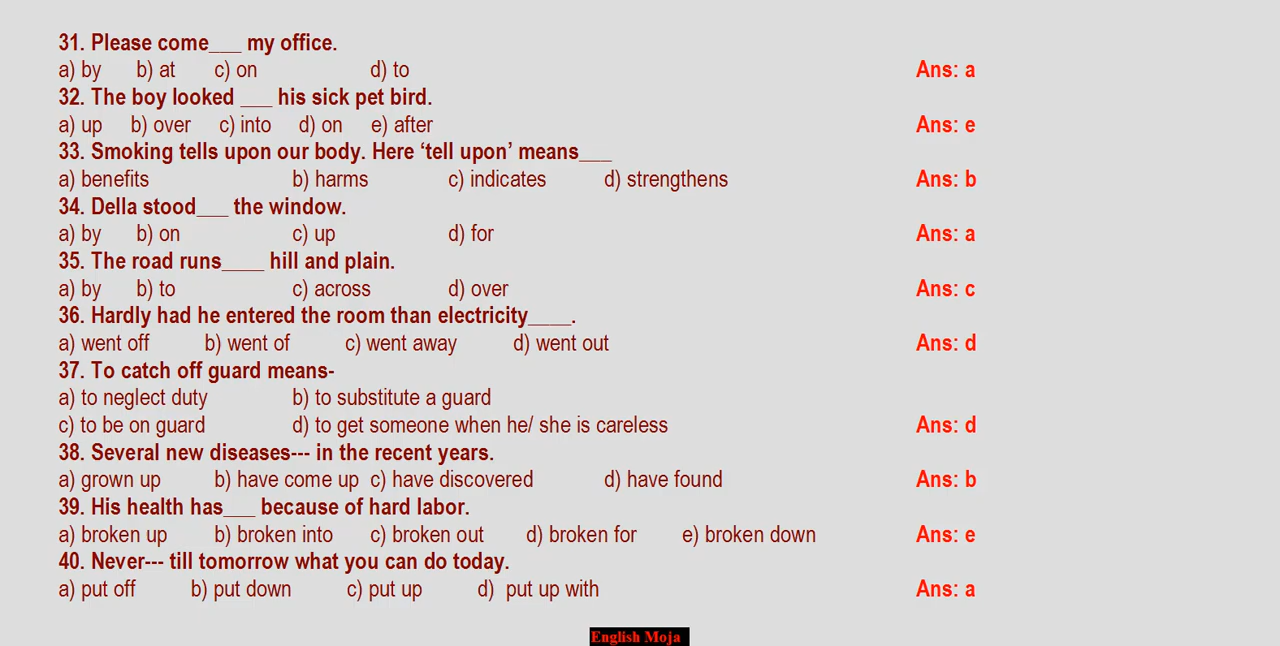 31. Please come___ my office.
a) by b) at c) on d) to Ans: a
32. The boy looked ___ his sick pet bird.
a) up b) over c) into d) on e) after Ans: e
33. Smoking tells upon our body. Here ‘tell upon’ means___
a) benefits b) harms c) indicates d) strengthens Ans: b
34. Della stood___ the window.
a) by b) on c) up d) for Ans: a
35. The road runs____ hill and plain.
a) by b) to c) across d) over Ans: c
36. Hardly had he entered the room than electricity____.
a) went off b) went of c) went away d) went out Ans: d
37. To catch off guard means-
a) to neglect duty b) to substitute a guard
c) to be on guard d) to get someone when he/ she is careless Ans: d
38. Several new diseases--- in the recent years.
a) grown up b) have come up c) have discovered d) have found Ans: b
39. His health has___ because of hard labor.
a) broken up b) broken into c) broken out d) broken for e) broken down Ans: e
40. Never--- till tomorrow what you can do today.
a) put off b) put down c) put up d) put up with Ans: a
English Moja